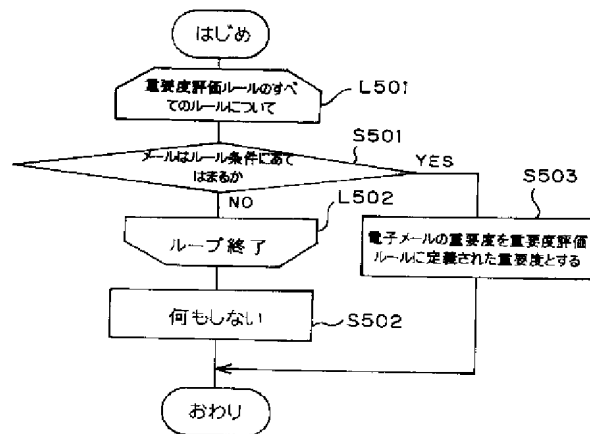 はじめ
重要度評価ルールのすべ
てのルールについて
L501
メールはルール条件にあて
はまるか
S501
YES
NO
L502
ループ終了
S503
電子メールの重要度を重要度評価
ルールに定義された重要度とする
何もしない
S502
おわり